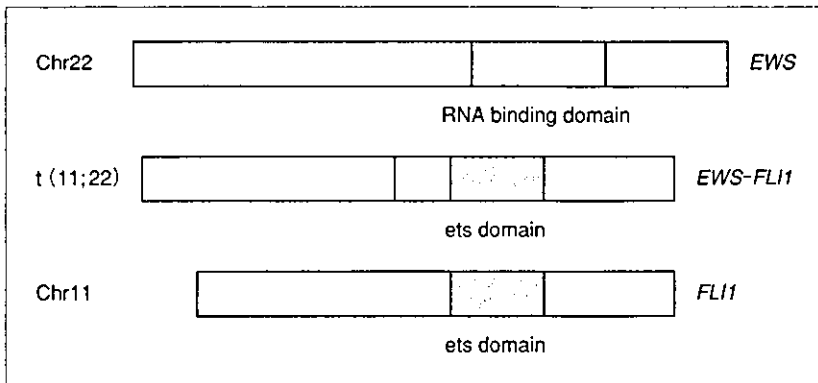 Chr22 EWS
RNA binding domain
t (11;22) EWS-FLI1
ets domain
Chr11 FLI1
ets domain